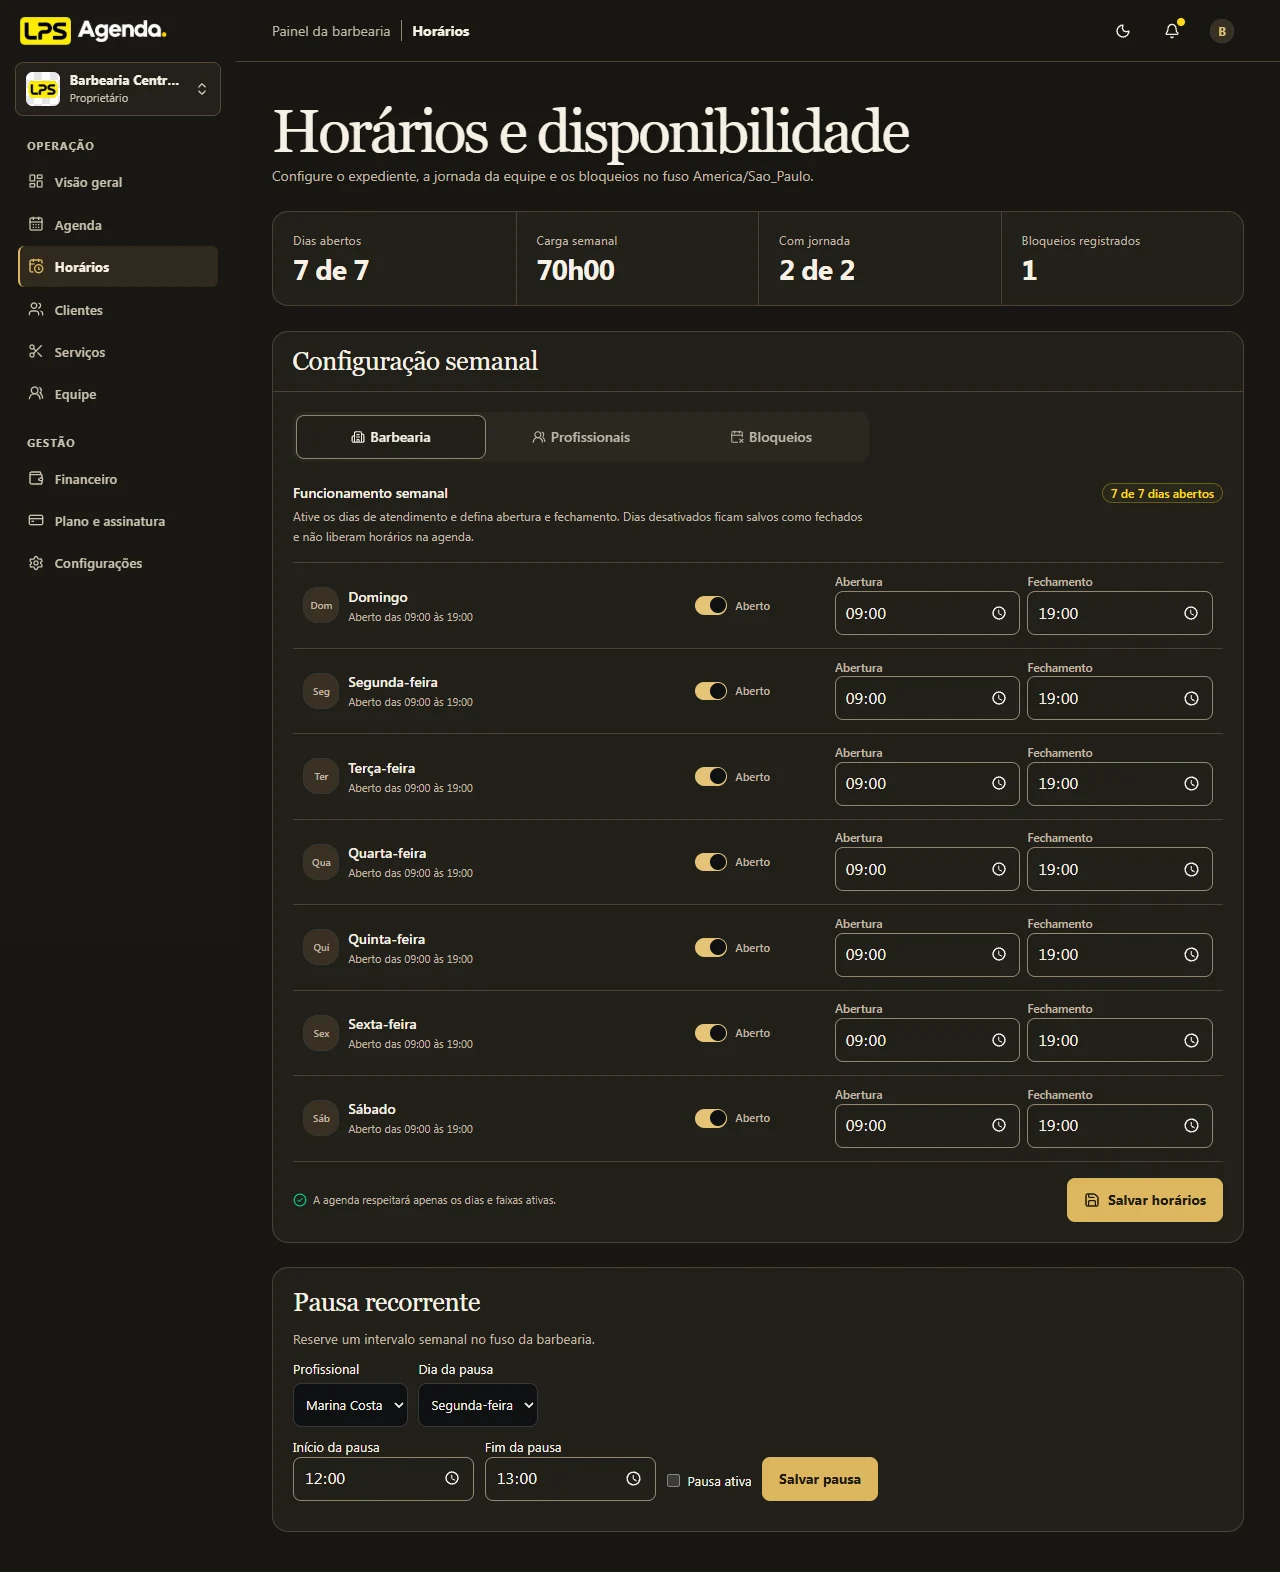 LPS Agenda.
LPS
Barbearia Centr...
Proprietário
OPERAÇÃO
Visão geral
Agenda
Horários
Clientes
Serviços
Equipe
GESTÃO
Financeiro
Plano e assinatura
Configurações
Painel da barbearia
Horários
B
Horários e disponibilidade
Configure o expediente, a jornada da equipe e os bloqueios no fuso America/Sao_Paulo.
Dias abertos
7 de 7
Carga semanal
70h00
Com jornada
2 de 2
Bloqueios registrados
1
Configuração semanal
Barbearia
Profissionais
Bloqueios
Funcionamento semanal
7 de 7 dias abertos
Ative os dias de atendimento e defina abertura e fechamento. Dias desativados ficam salvos como fechados
e não liberam horários na agenda.
Dom
Domingo
Aberto das 09:00 às 19:00
Aberto
Abertura
09:00
Fechamento
19:00
Seg
Segunda-feira
Aberto das 09:00 às 19:00
Aberto
Abertura
09:00
Fechamento
19:00
Ter
Terça-feira
Aberto das 09:00 às 19:00
Aberto
Abertura
09:00
Fechamento
19:00
Qua
Quarta-feira
Aberto das 09:00 às 19:00
Aberto
Abertura
09:00
Fechamento
19:00
Qui
Quinta-feira
Aberto das 09:00 às 19:00
Aberto
Abertura
09:00
Fechamento
19:00
Sex
Sexta-feira
Aberto das 09:00 às 19:00
Aberto
Abertura
09:00
Fechamento
19:00
Sáb
Sábado
Aberto das 09:00 às 19:00
Aberto
Abertura
09:00
Fechamento
19:00
A agenda respeitará apenas os dias e faixas ativas.
Salvar horários
Pausa recorrente
Reserve um intervalo semanal no fuso da barbearia.
Profissional
Marina Costa
Dia da pausa
Segunda-feira
Início da pausa
12:00
Fim da pausa
13:00
Pausa ativa
Salvar pausa